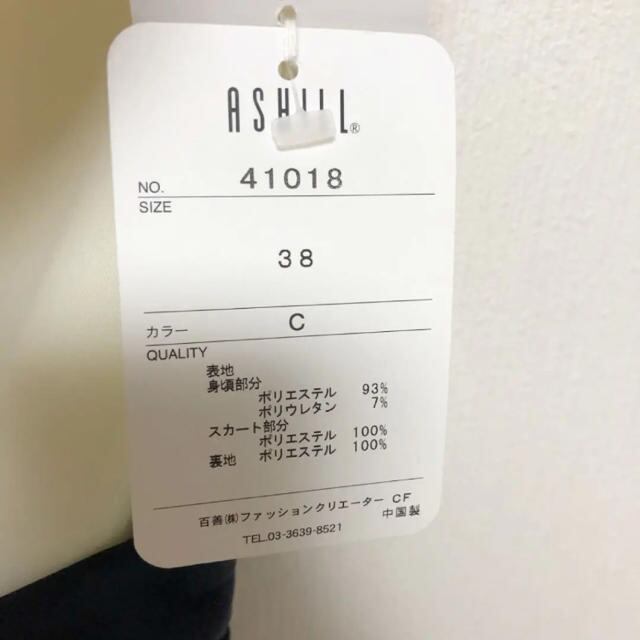 ASHILL®
NO. 41018
SIZE
38
カラー C
QUALITY
表地
身頃部分
ポリエステル 93%
ポリウレタン 7%
スカート部分
ポリエステル 100%
裏地 ポリエステル 100%
百善㈱ファッションクリエーター CF
中国製
TEL.03-3639-8521